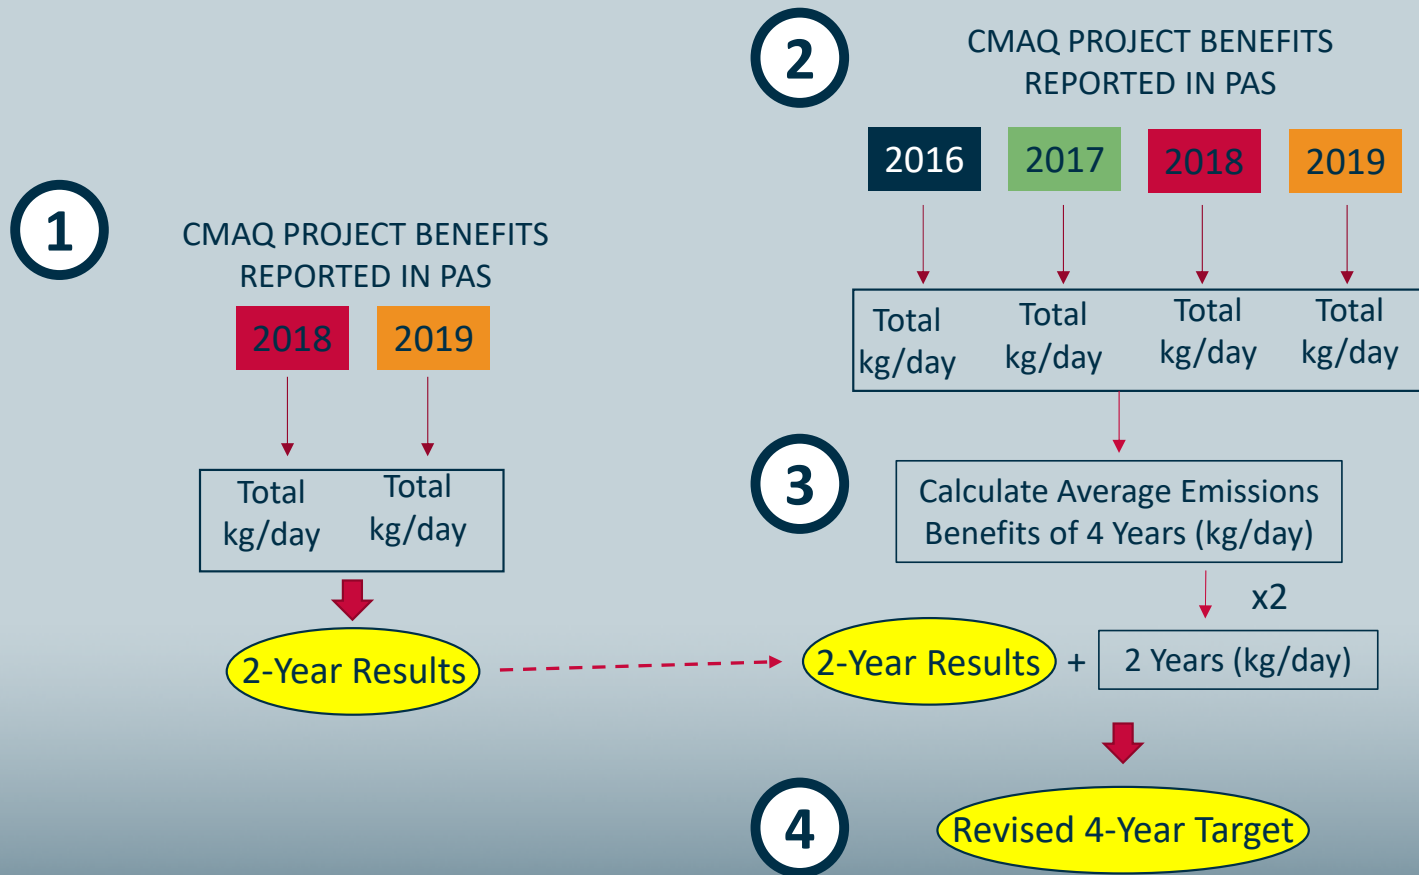 1
CMAQ PROJECT BENEFITS
REPORTED IN PAS
2018 2019
Total Total
kg/day kg/day
2-Year Results
2
CMAQ PROJECT BENEFITS
REPORTED IN PAS
2016 2017 2018 2019
Total Total Total Total
kg/day kg/day kg/day kg/day
3
Calculate Average Emissions
Benefits of 4 Years (kg/day)
x2
2-Year Results + 2 Years (kg/day)
4
Revised 4-Year Target